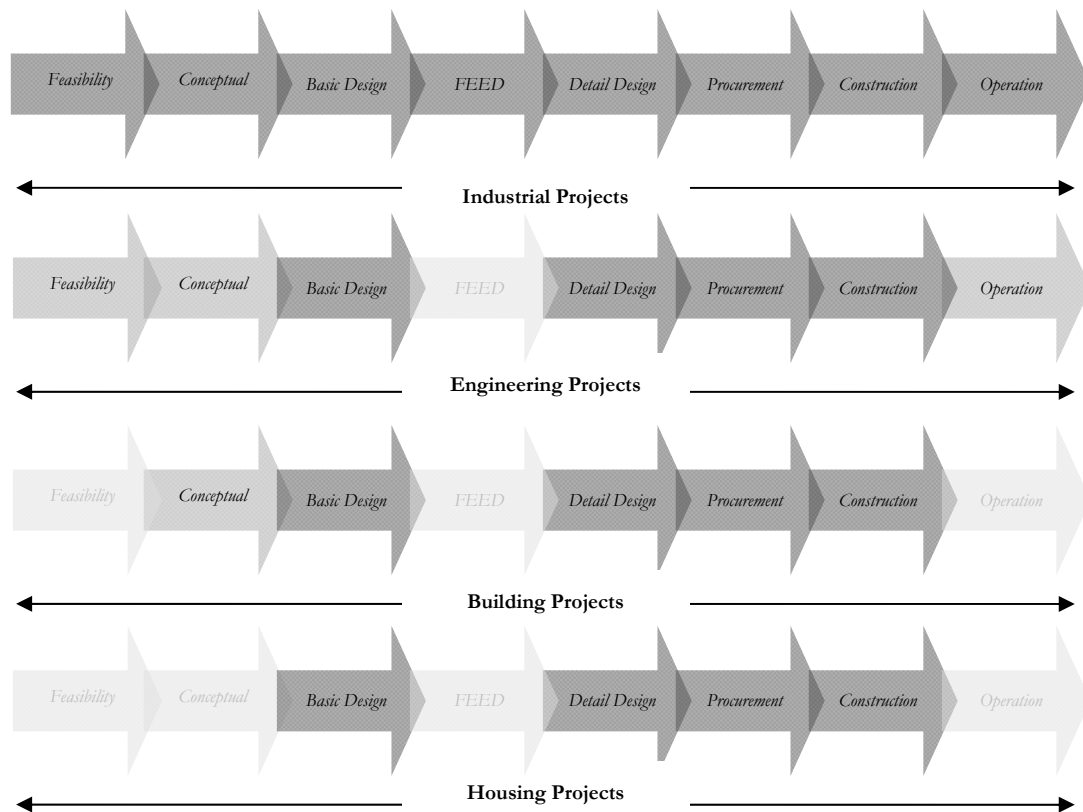 Feasibility Conceptual Basic Design FEED Detail Design Procurement Construction Operation
Industrial Projects
Feasibility Conceptual Basic Design FEED Detail Design Procurement Construction Operation
Engineering Projects
Feasibility Conceptual Basic Design FEED Detail Design Procurement Construction Operation
Building Projects
Feasibility Conceptual Basic Design FEED Detail Design Procurement Construction Operation
Housing Projects